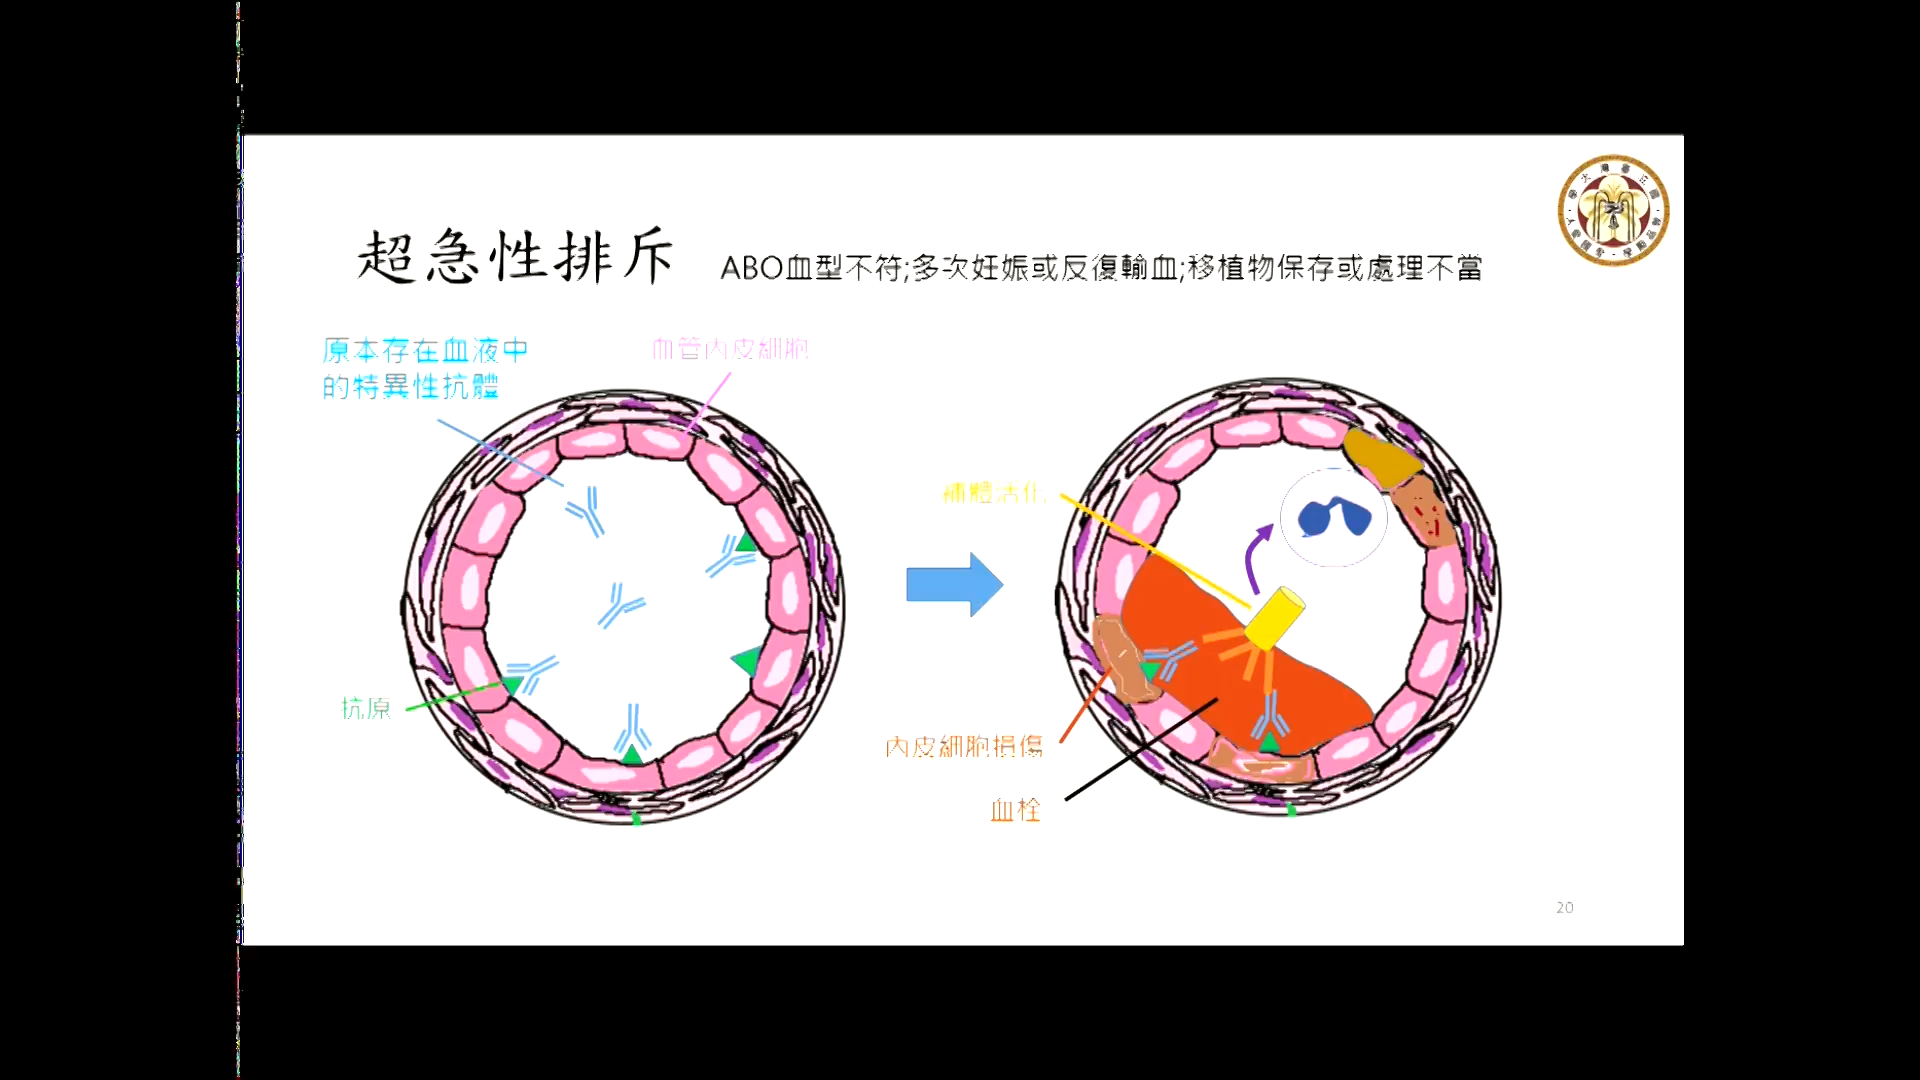 超急性排斥
ABO血型不符;多次妊娠或反復輸血;移植物保存或處理不當
原本存在血液中
的特異性抗體
血管內皮細胞
抗原
補體活化
內皮細胞損傷
血栓
20